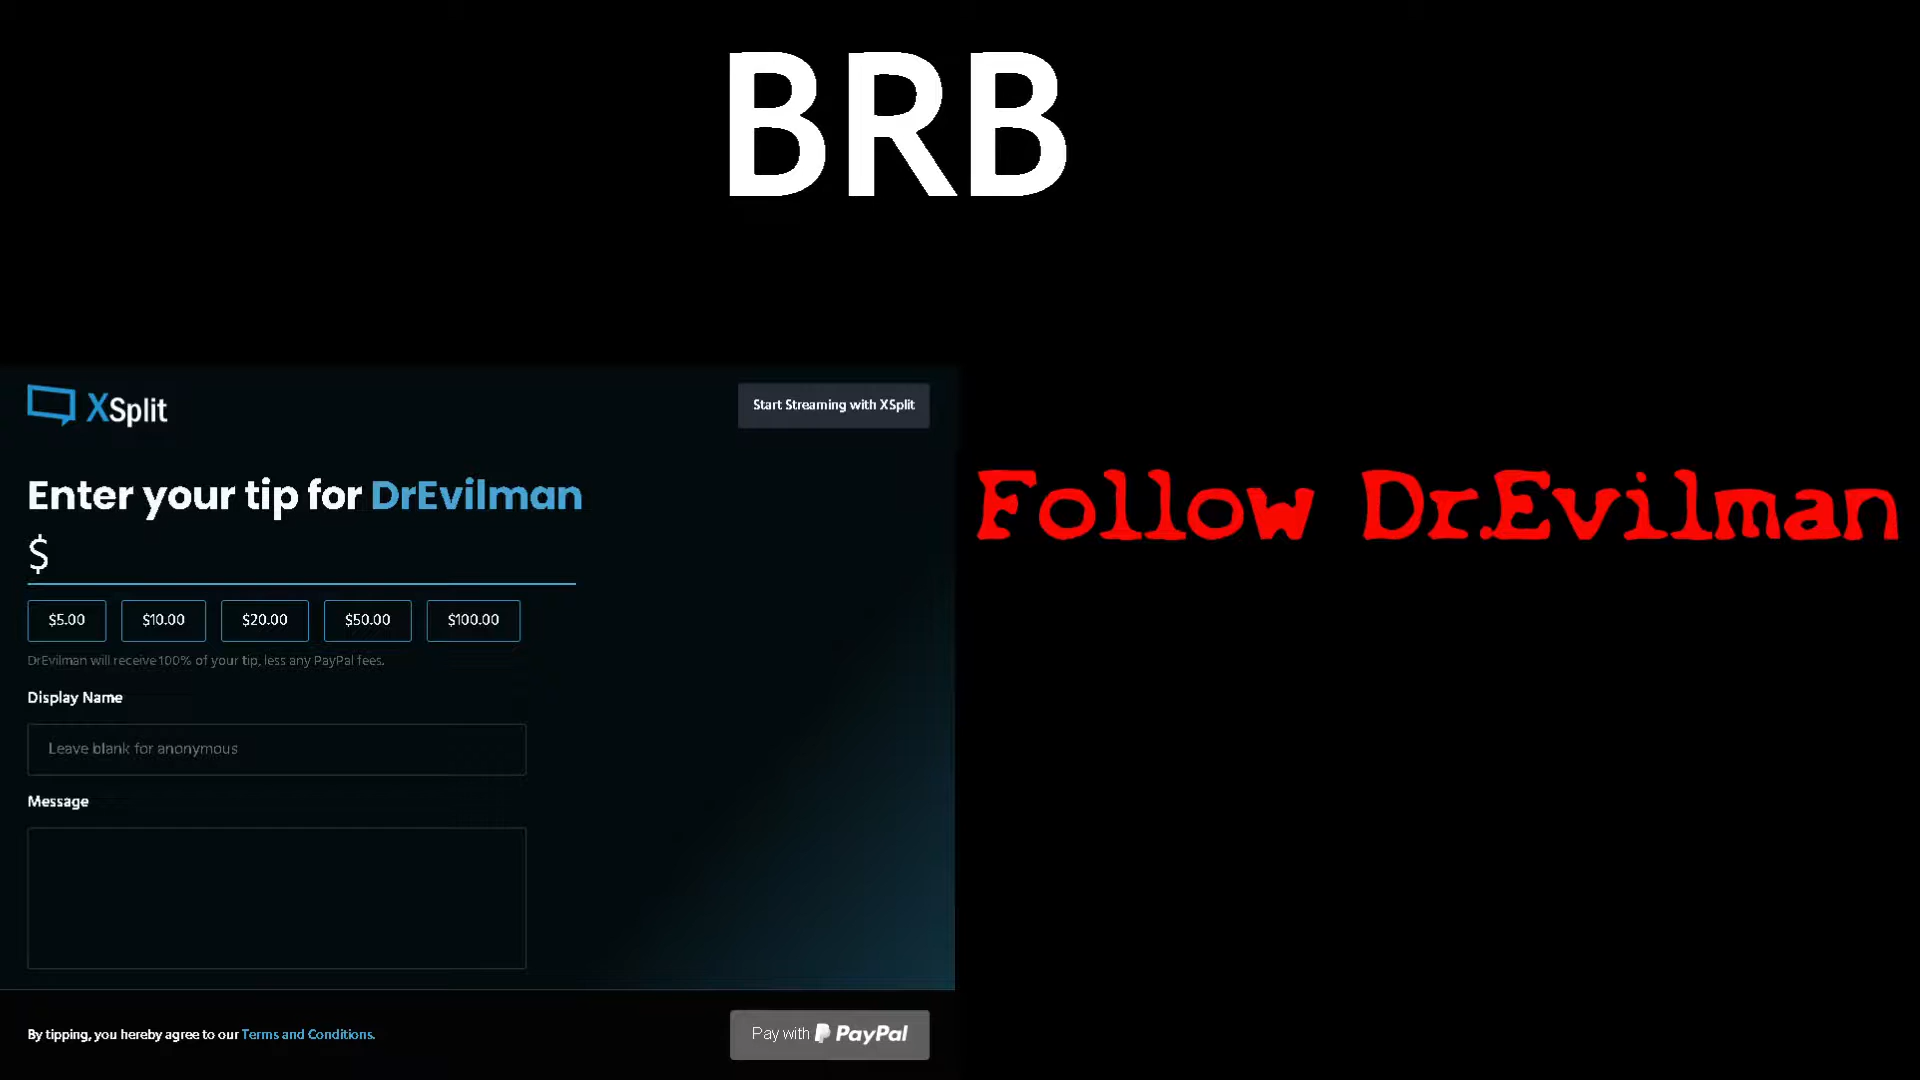 BRB
XSplit
Start Streaming with XSplit
Enter your tip for DrEvilman
$
$5.00 $10.00 $20.00 $50.00 $100.00
DrEvilman will receive 100% of your tip, less any PayPal fees.
Display Name
Leave blank for anonymous
Message
By tipping, you hereby agree to our Terms and Conditions.
Pay with PayPal
Follow Dr.Evilman